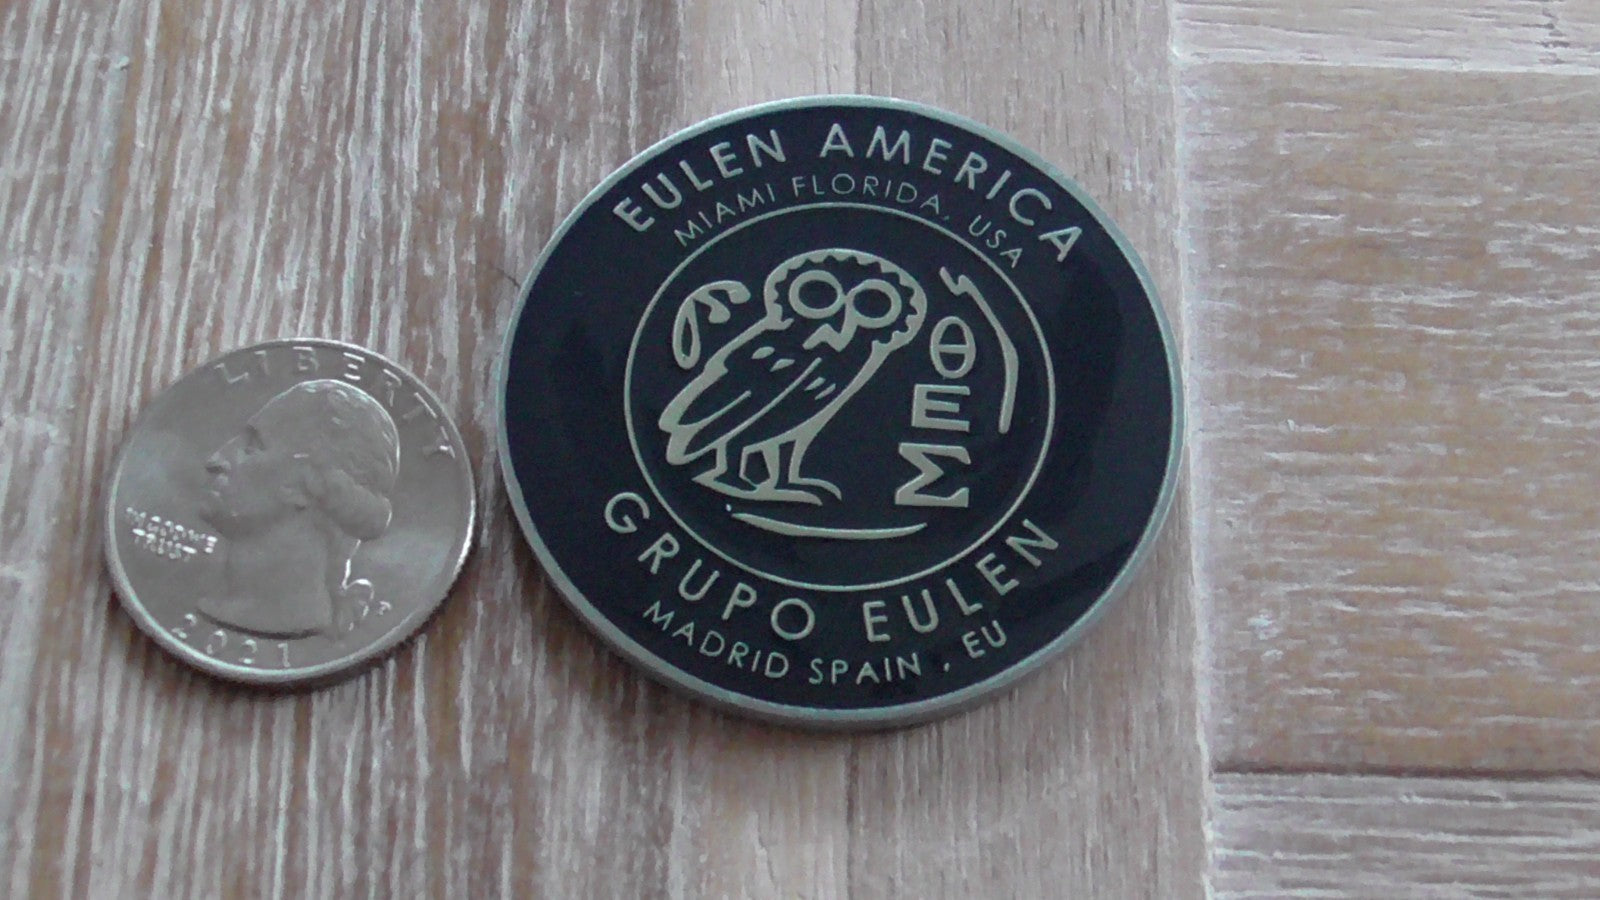 LIBERTY
IN GOD WE
TRUST
2021
EULEN AMERICA
MIAMI FLORIDA, USA
ΘΕΣ
GRUPO EULEN
MADRID SPAIN , EU